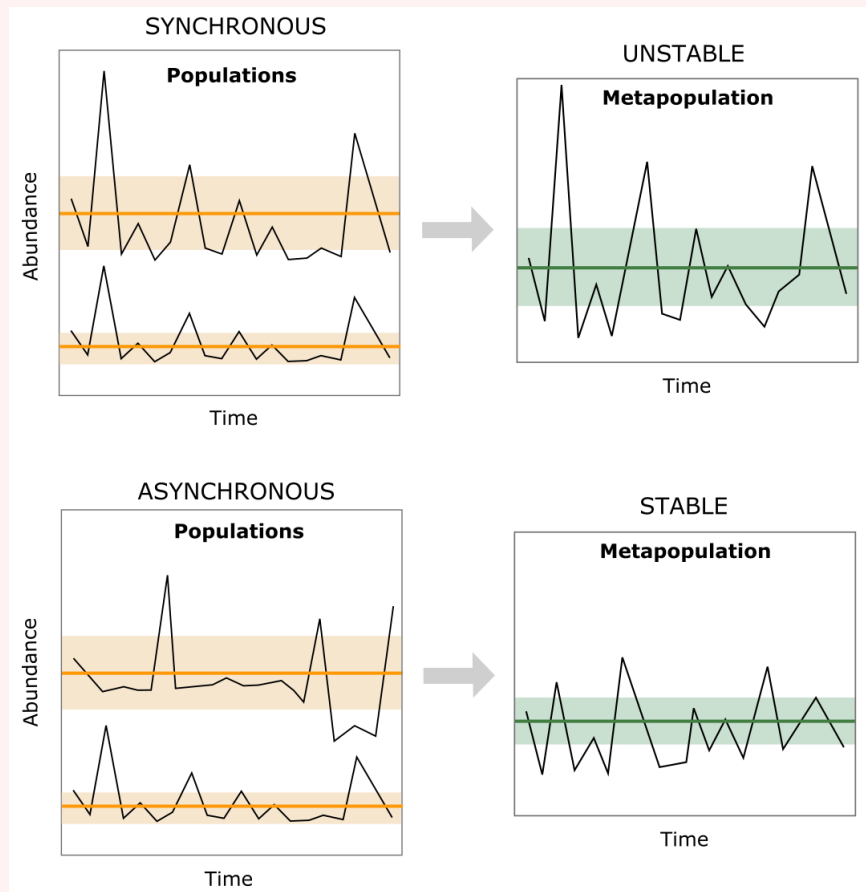 SYNCHRONOUS
Populations
Abundance
Time
UNSTABLE
Metapopulation
Time
ASYNCHRONOUS
Populations
Abundance
Time
STABLE
Metapopulation
Time